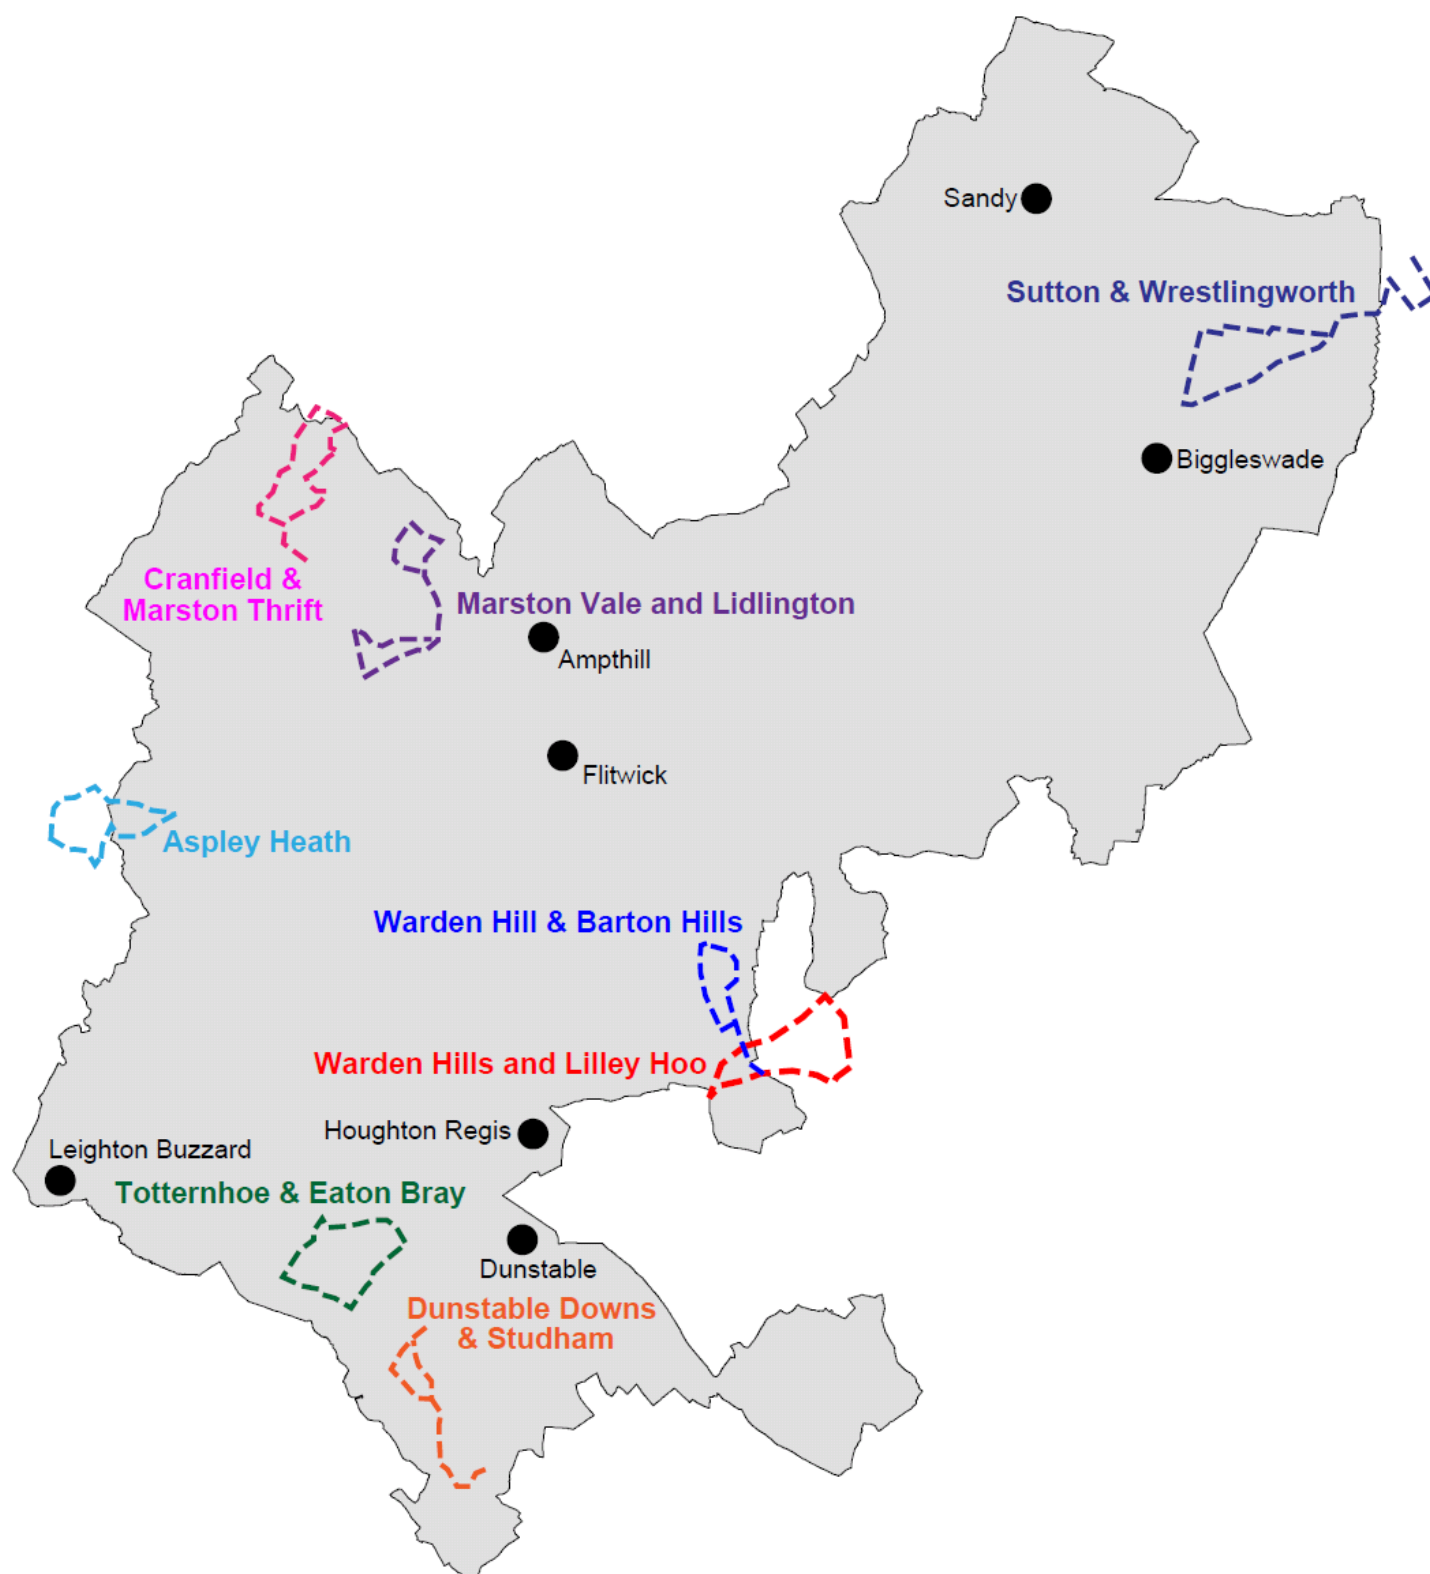 Sandy
Sutton & Wrestlingworth
Biggleswade
Cranfield &
Marston Thrift
Marston Vale and Lidlington
Ampthill
Flitwick
Aspley Heath
Warden Hill & Barton Hills
Warden Hills and Lilley Hoo
Houghton Regis
Leighton Buzzard
Totternhoe & Eaton Bray
Dunstable
Dunstable Downs
& Studham